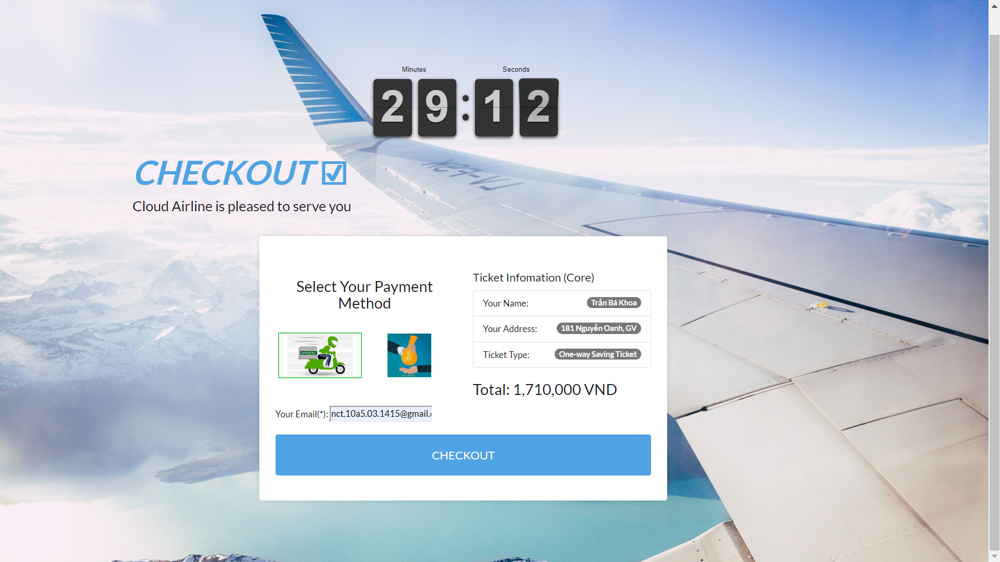 Minutes
Seconds
29:12
CHECKOUT
Cloud Airline is pleased to serve you
Select Your Payment
Method
Your Email(*): nct.10a5.03.1415@gmail.
Ticket Infomation (Core)
Your Name: Trần Bá Khoa
Your Address: 181 Nguyễn Oanh, GV
Ticket Type: One-way Saving Ticket
Total: 1,710,000 VND
CHECKOUT